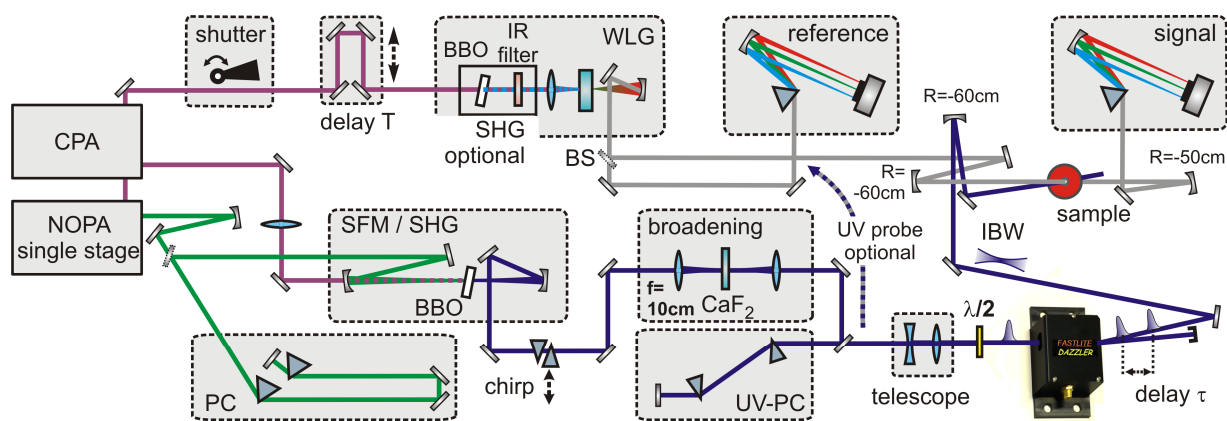 shutter
delay T
BBO
IR
filter
WLG
SHG
optional
reference
signal
R=-60cm
CPA
BS
R=
-60cm
R=-50cm
sample
NOPA
single stage
SFM / SHG
BBO
broadening
f=
10cm
CaF2
UV probe
optional
IBW
λ/2
FASTLITE
DAZZLER
PC
chirp
UV-PC
telescope
delay τ